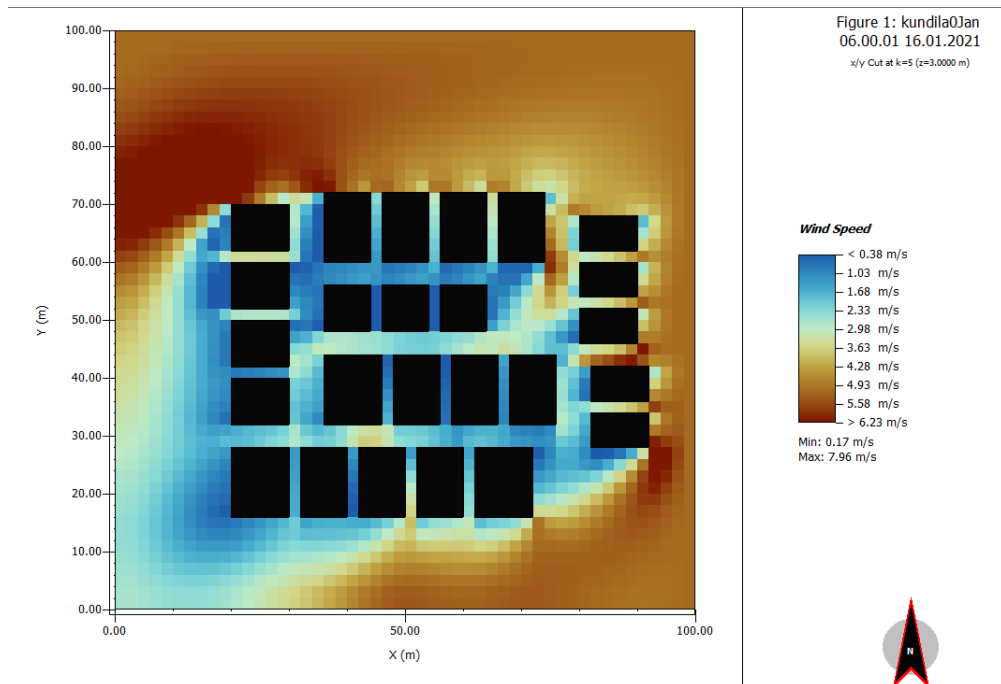 Figure 1: kundila0Jan
06.00.01 16.01.2021
x/y Cut at k=5 (z=3.0000 m)
100.00
90.00
80.00
70.00
60.00
50.00
40.00
30.00
20.00
10.00
0.00
Y (m)
0.00 50.00 100.00
X (m)
Wind Speed
< 0.38 m/s
1.03 m/s
1.68 m/s
2.33 m/s
2.98 m/s
3.63 m/s
4.28 m/s
4.93 m/s
5.58 m/s
> 6.23 m/s
Min: 0.17 m/s
Max: 7.96 m/s
N